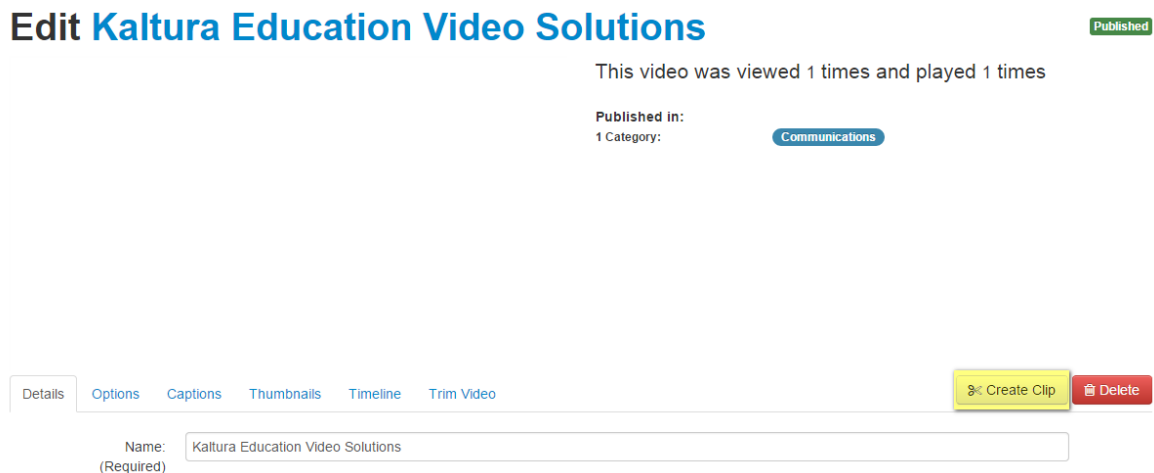 Edit Kaltura Education Video Solutions
Published
This video was viewed 1 times and played 1 times
Published in:
1 Category:
Communications
Details
Options
Captions
Thumbnails
Timeline
Trim Video
Create Clip
Delete
Name:
(Required)
Kaltura Education Video Solutions